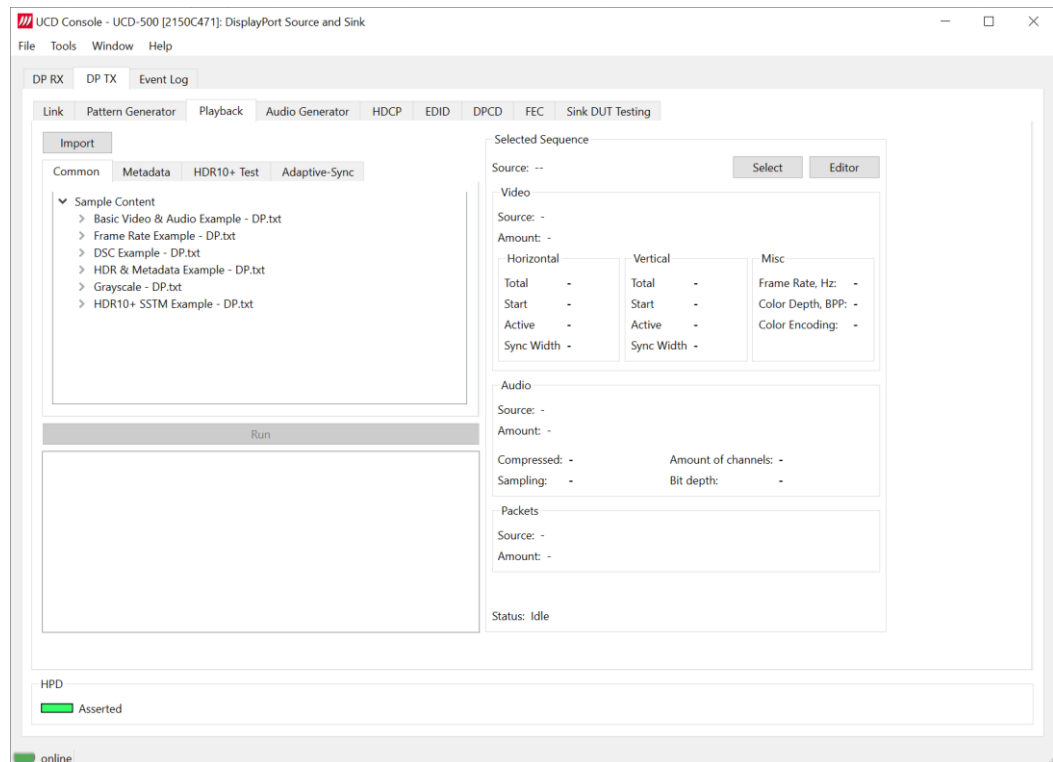 UCD Console - UCD-500 [2150C471]: DisplayPort Source and Sink
File Tools Window Help
DP RX DP TX Event Log
Link Pattern Generator Playback Audio Generator HDCP EDID DPCD FEC Sink DUT Testing
Import
Common Metadata HDR10+ Test Adaptive-Sync
Sample Content
Basic Video & Audio Example - DP.txt
Frame Rate Example - DP.txt
DSC Example - DP.txt
HDR & Metadata Example - DP.txt
Grayscale - DP.txt
HDR10+ SSTM Example - DP.txt
Run
Selected Sequence
Source: -- Select Editor
Video
Source: -
Amount: -
Horizontal Vertical Misc
Total - Total - Frame Rate, Hz: -
Start - Start - Color Depth, BPP: -
Active - Active - Color Encoding: -
Sync Width - Sync Width -
Audio
Source: -
Amount: -
Compressed: - Amount of channels: -
Sampling: - Bit depth: -
Packets
Source: -
Amount: -
Status: Idle
HPD
Asserted
online